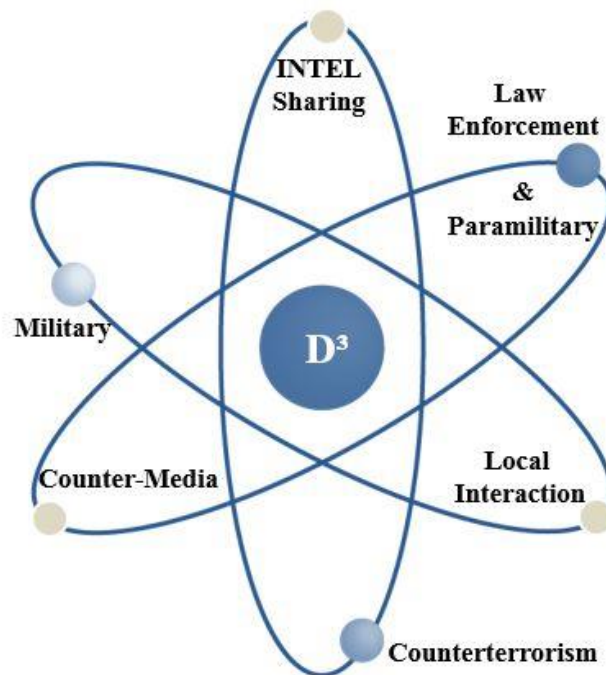 INTEL
Sharing
Law
Enforcement
&
Paramilitary
Military
D³
Counter-Media
Local
Interaction
Counterterrorism